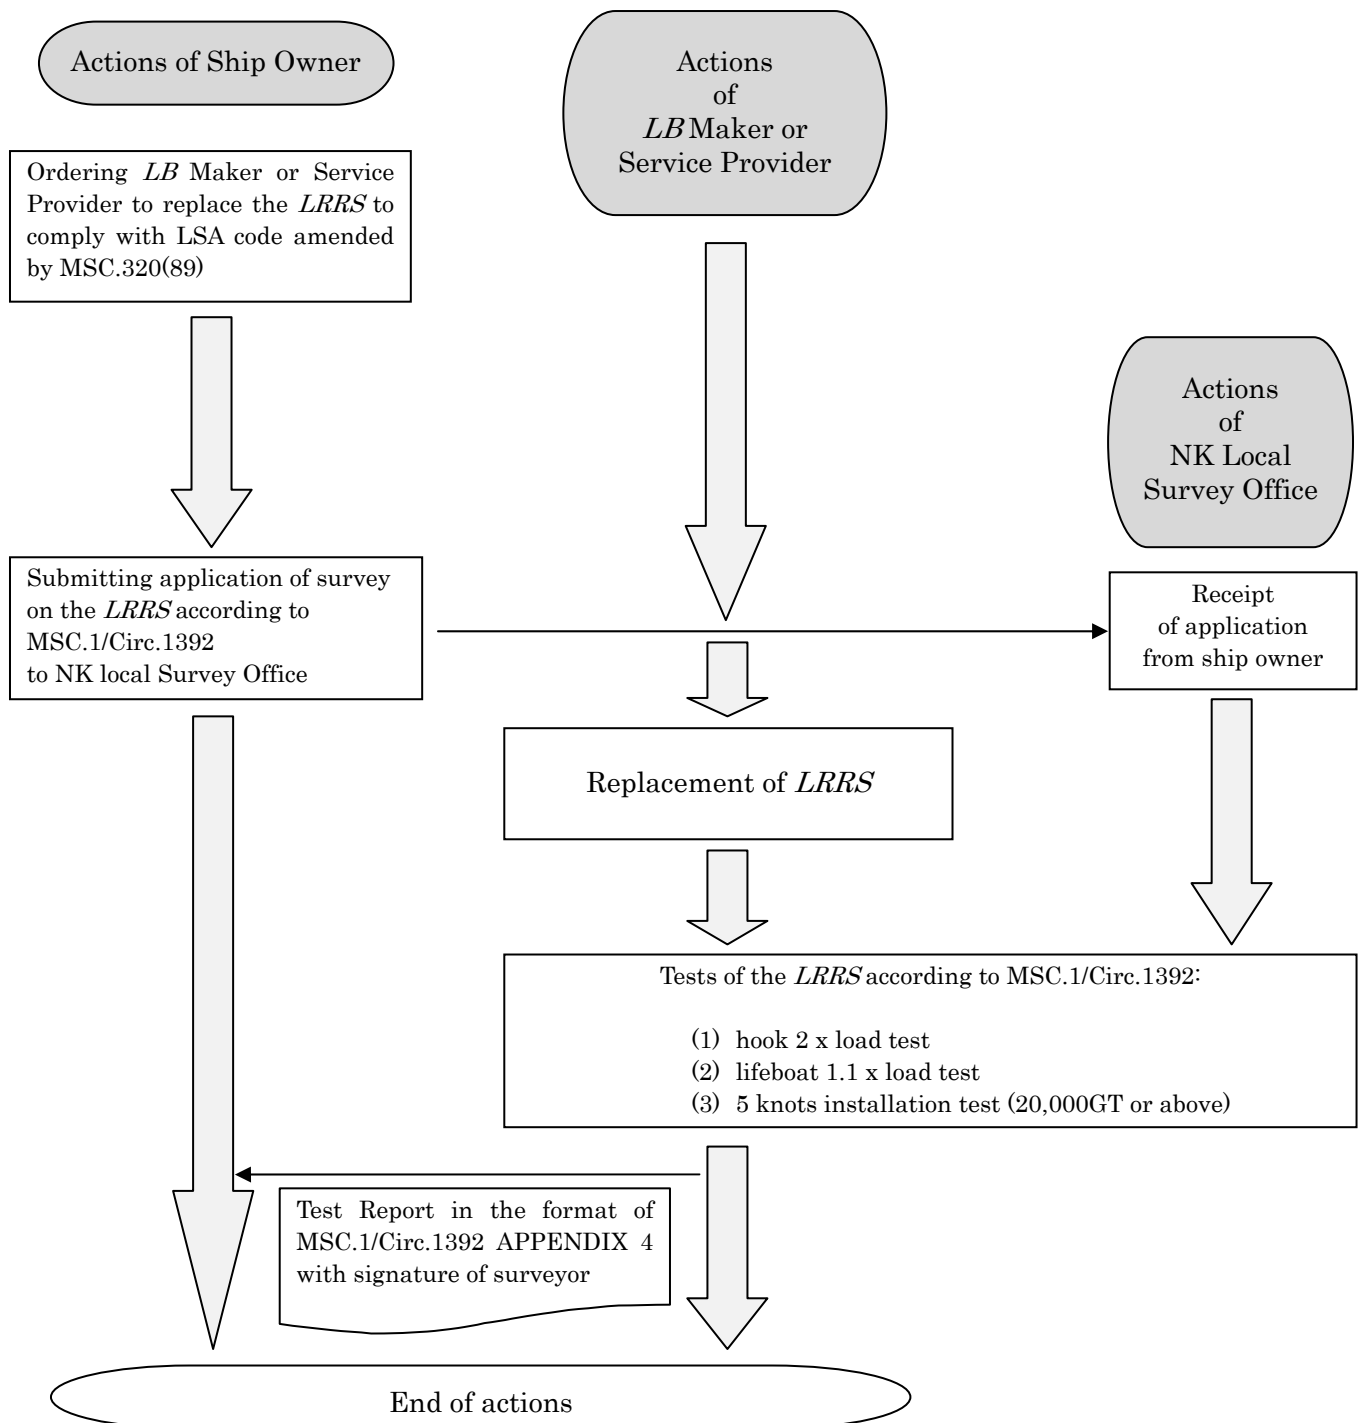 Actions of Ship Owner
Actions
of
LB Maker or
Service Provider
Ordering LB Maker or Service
Provider to replace the LRRS to
comply with LSA code amended
by MSC.320(89)
Actions
of
NK Local
Survey Office
Submitting application of survey
on the LRRS according to
MSC.1/Circ.1392
to NK local Survey Office
Receipt
of application
from ship owner
Replacement of LRRS
Tests of the LRRS according to MSC.1/Circ.1392:
(1) hook 2 x load test
(2) lifeboat 1.1 x load test
(3) 5 knots installation test (20,000GT or above)
Test Report in the format of
MSC.1/Circ.1392 APPENDIX 4
with signature of surveyor
End of actions